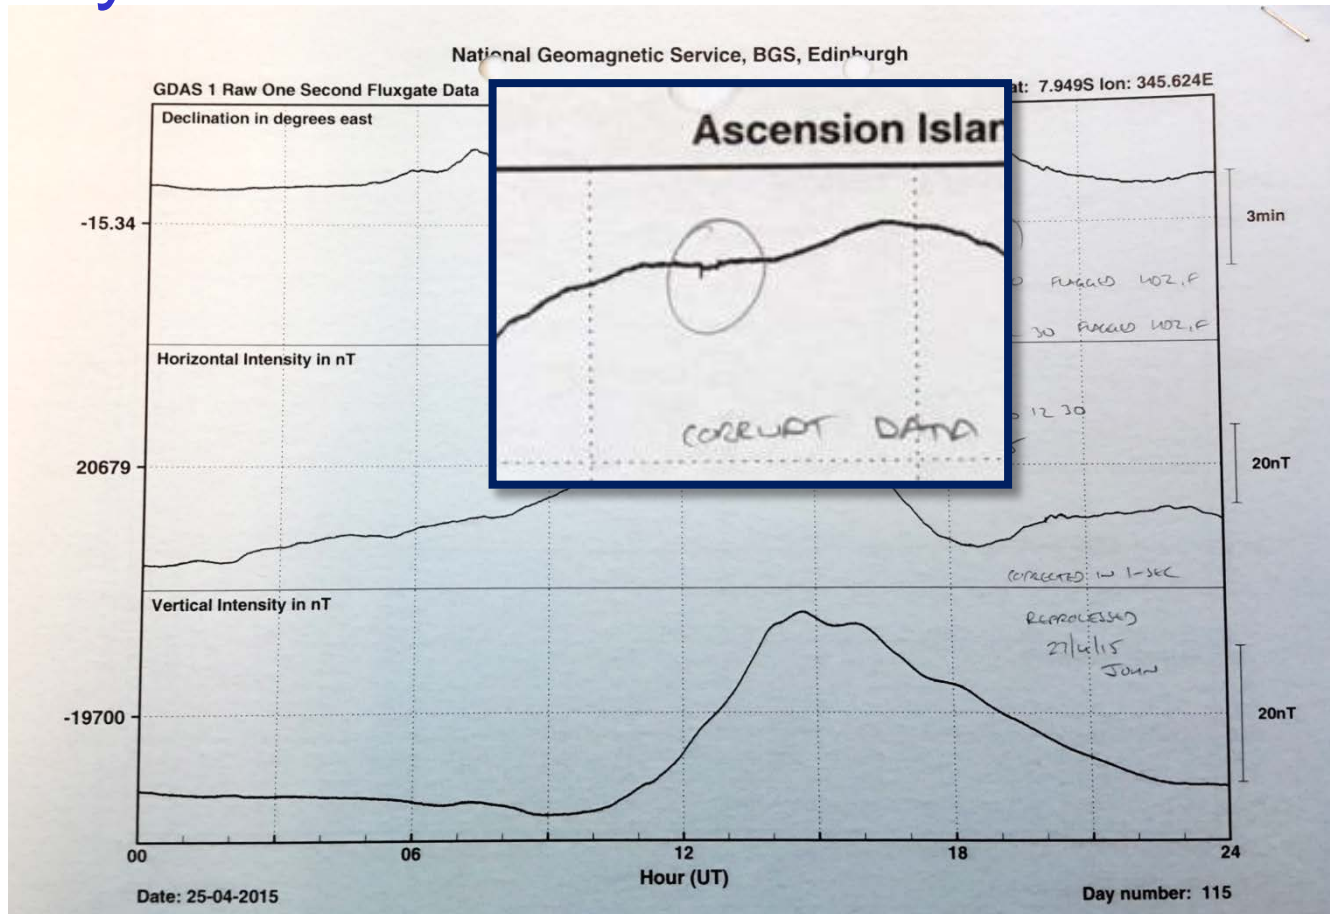 y
National Geomagnetic Service, BGS, Edinburgh
GDAS 1 Raw One Second Fluxgate Data
at: 7.949S lon: 345.624E
Declination in degrees east
Ascension Islan
-15.34
3min
FLAGGED HDZ,F
30 FLAGGED HDZ,F
Horizontal Intensity in nT
12 30
CORRUPT DATA
20679
20nT
CORRECTED IN 1-SEC
Vertical Intensity in nT
REPROCESSED
27/4/15
JOHN
-19700
20nT
00 06 12 18 24
Hour (UT)
Date: 25-04-2015
Day number: 115